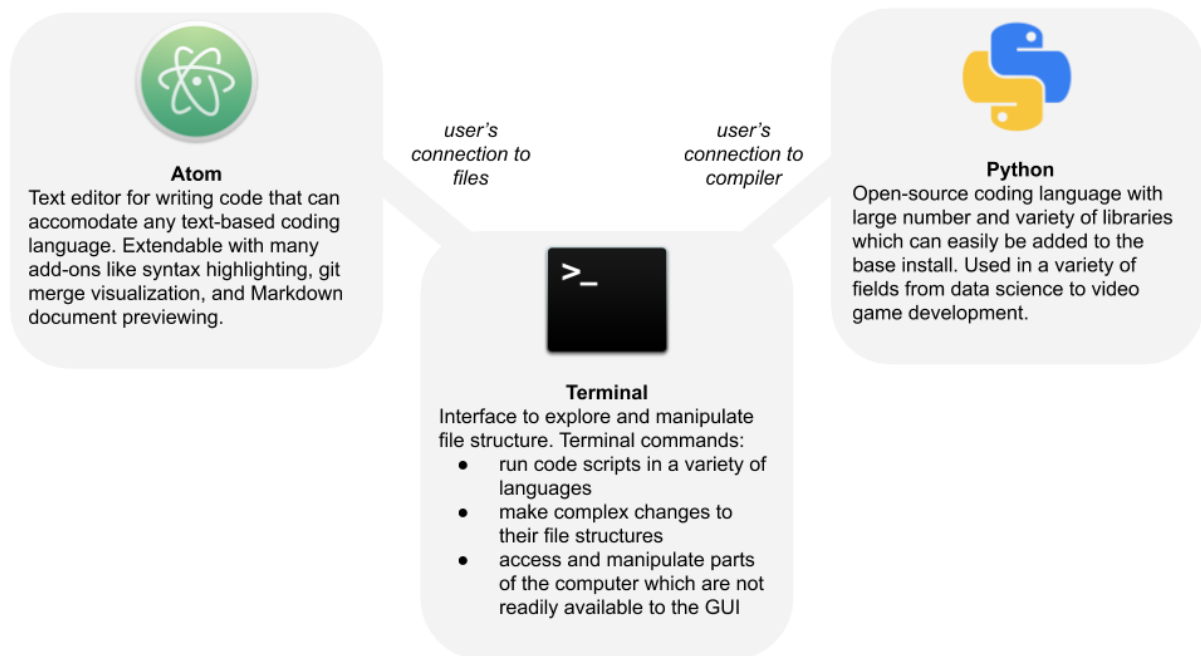 Atom
Text editor for writing code that can
accomodate any text-based coding
language. Extendable with many
add-ons like syntax highlighting, git
merge visualization, and Markdown
document previewing.
user's
connection to
files
user's
connection to
compiler
Python
Open-source coding language with
large number and variety of libraries
which can easily be added to the
base install. Used in a variety of
fields from data science to video
game development.
>_
Terminal
Interface to explore and manipulate
file structure. Terminal commands:
● run code scripts in a variety of
languages
● make complex changes to
their file structures
● access and manipulate parts
of the computer which are not
readily available to the GUI